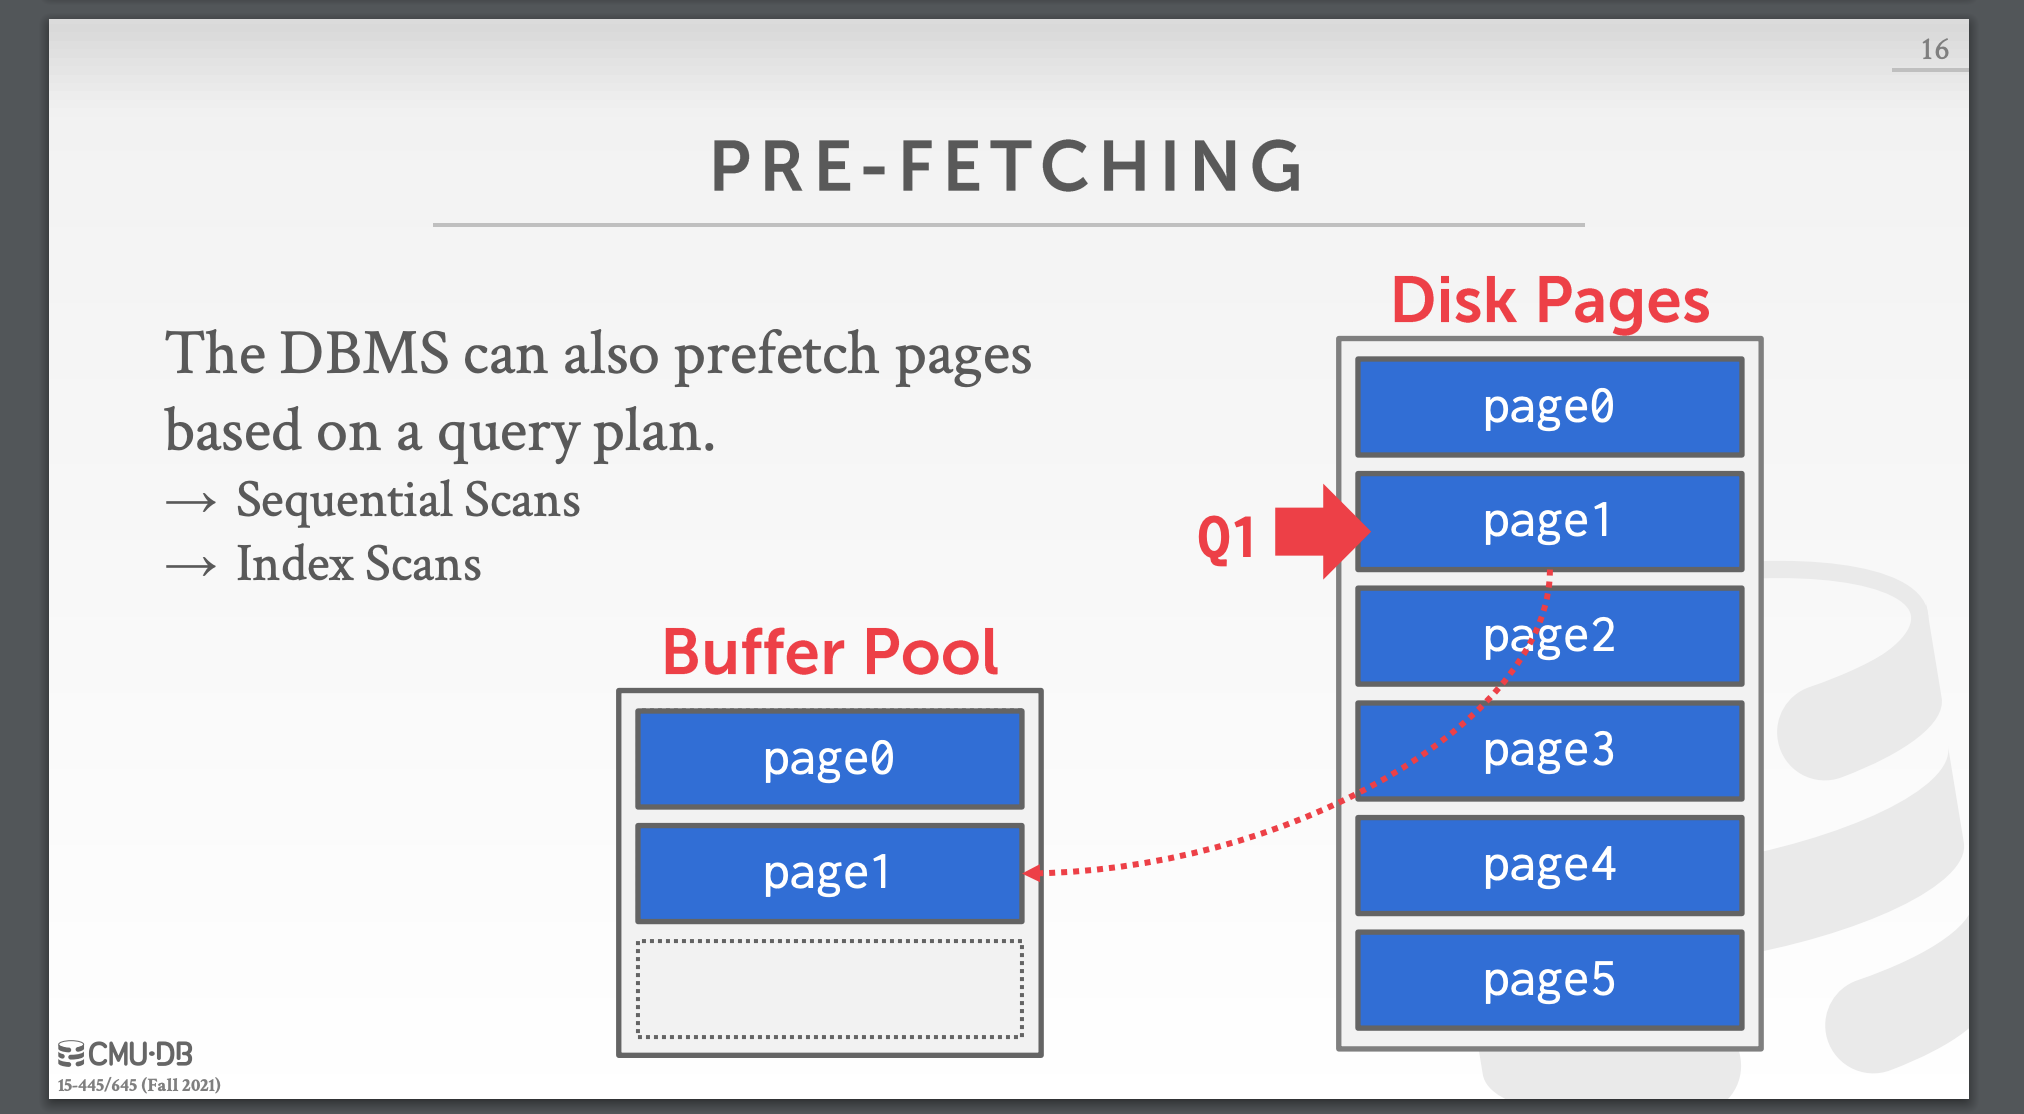 16
PRE-FETCHING
The DBMS can also prefetch pages
based on a query plan.
→ Sequential Scans
→ Index Scans
Disk Pages
page0
Q1
page1
page2
page3
page4
page5
Buffer Pool
page0
page1
CMU·DB
15-445/645 (Fall 2021)